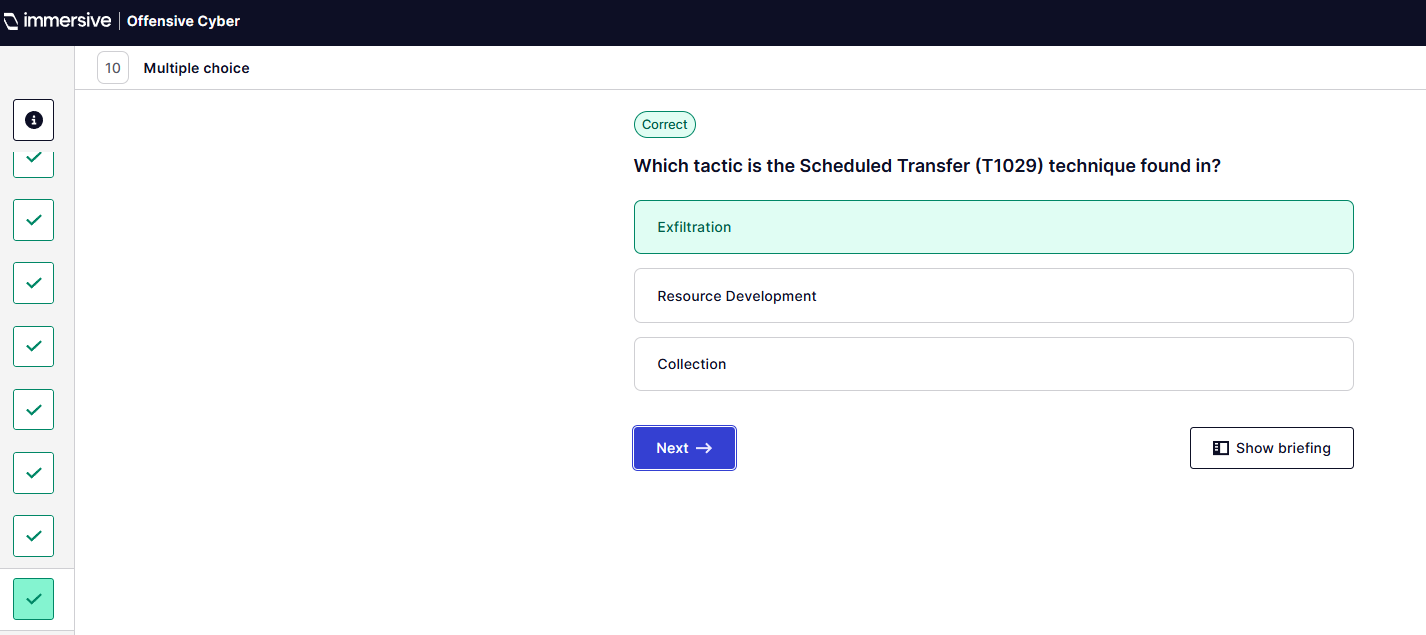 immersive | Offensive Cyber
10 Multiple choice
Correct
Which tactic is the Scheduled Transfer (T1029) technique found in?
Exfiltration
Resource Development
Collection
Next →
Show briefing